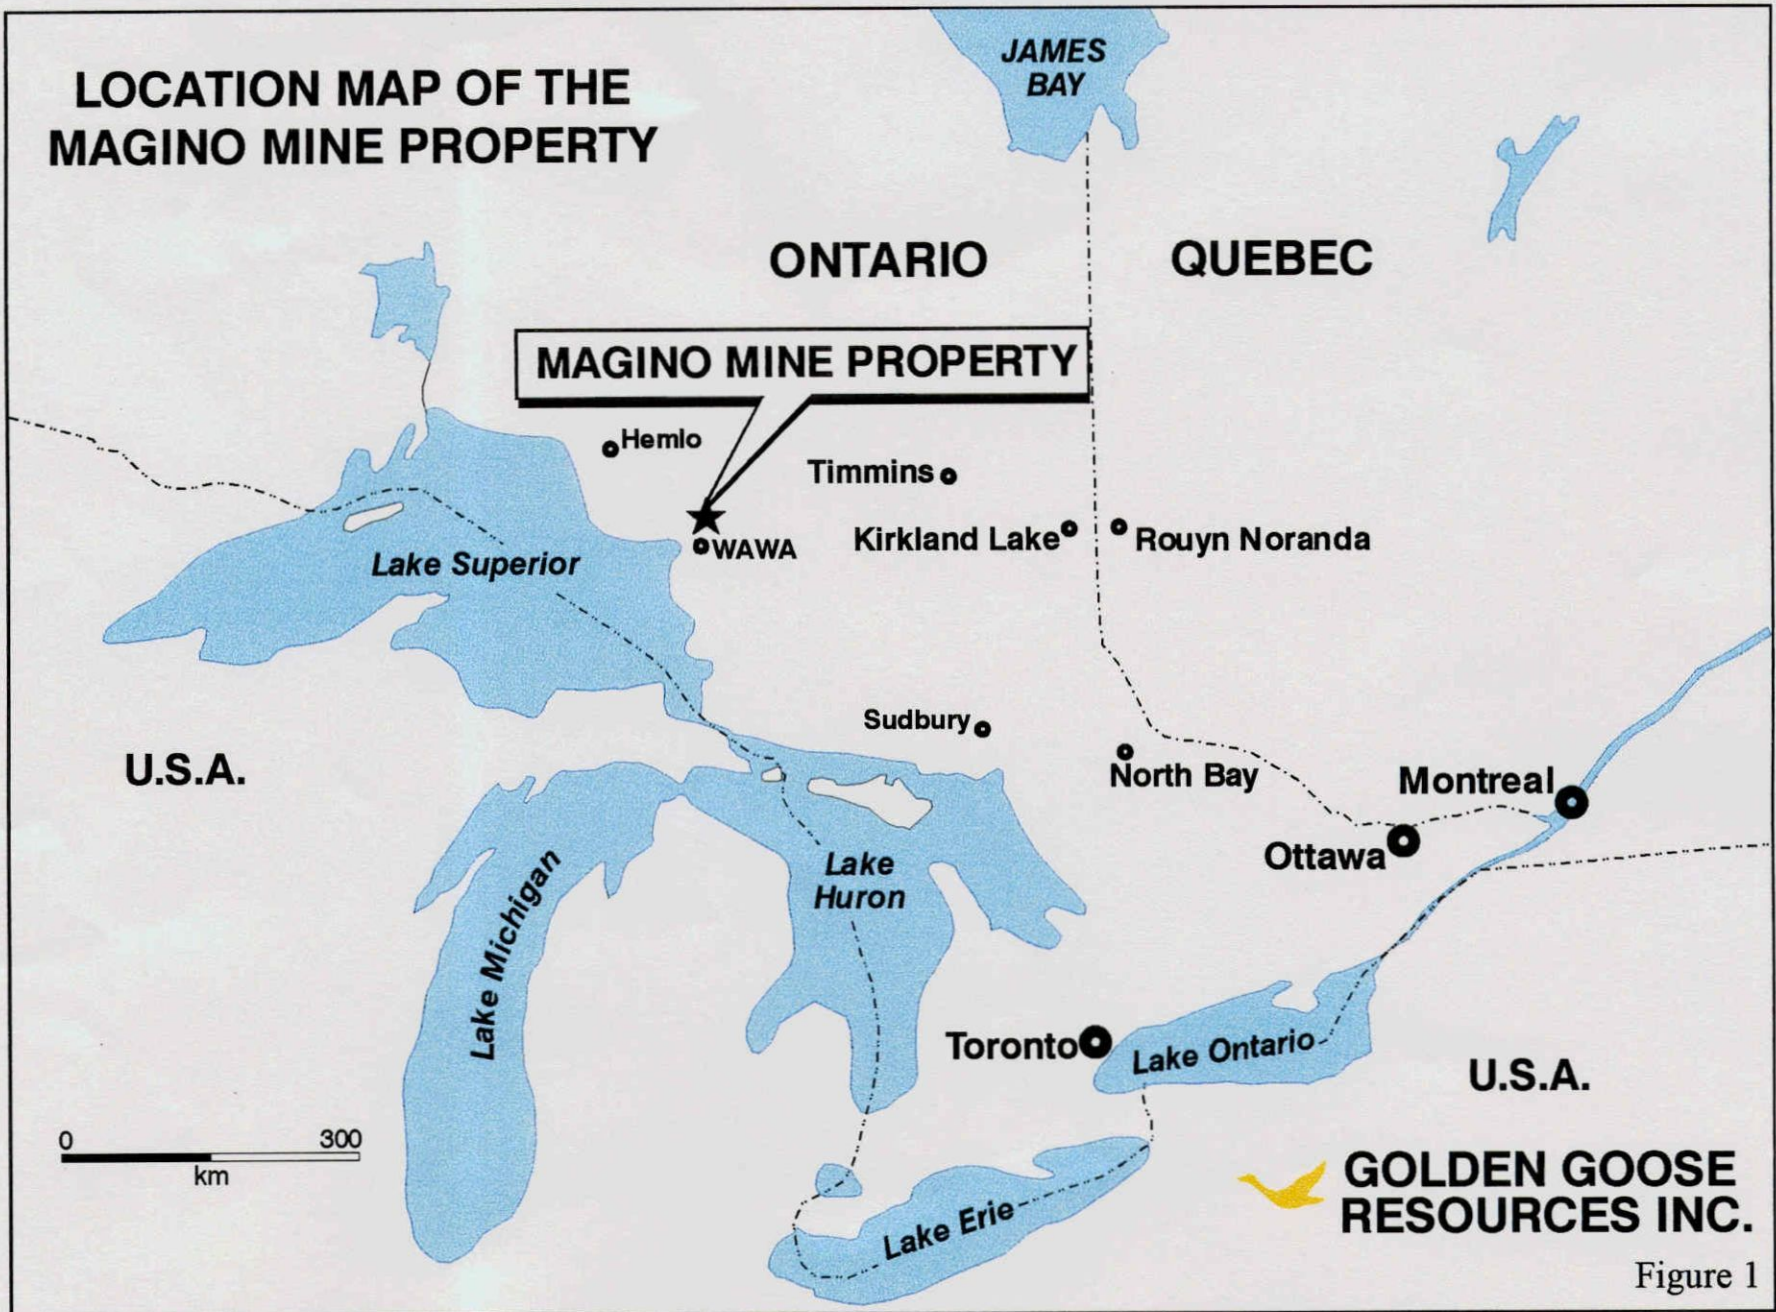 JAMES
BAY
LOCATION MAP OF THE
MAGINO MINE PROPERTY
ONTARIO
QUEBEC
MAGINO MINE PROPERTY
Hemlo
Timmins
WAWA
Kirkland Lake
Rouyn Noranda
Lake Superior
Sudbury
U.S.A.
North Bay
Montreal
Ottawa
Lake
Huron
Lake Michigan
Toronto
Lake Ontario
U.S.A.
0 300
km
GOLDEN GOOSE
RESOURCES INC.
Lake Erie
Figure 1